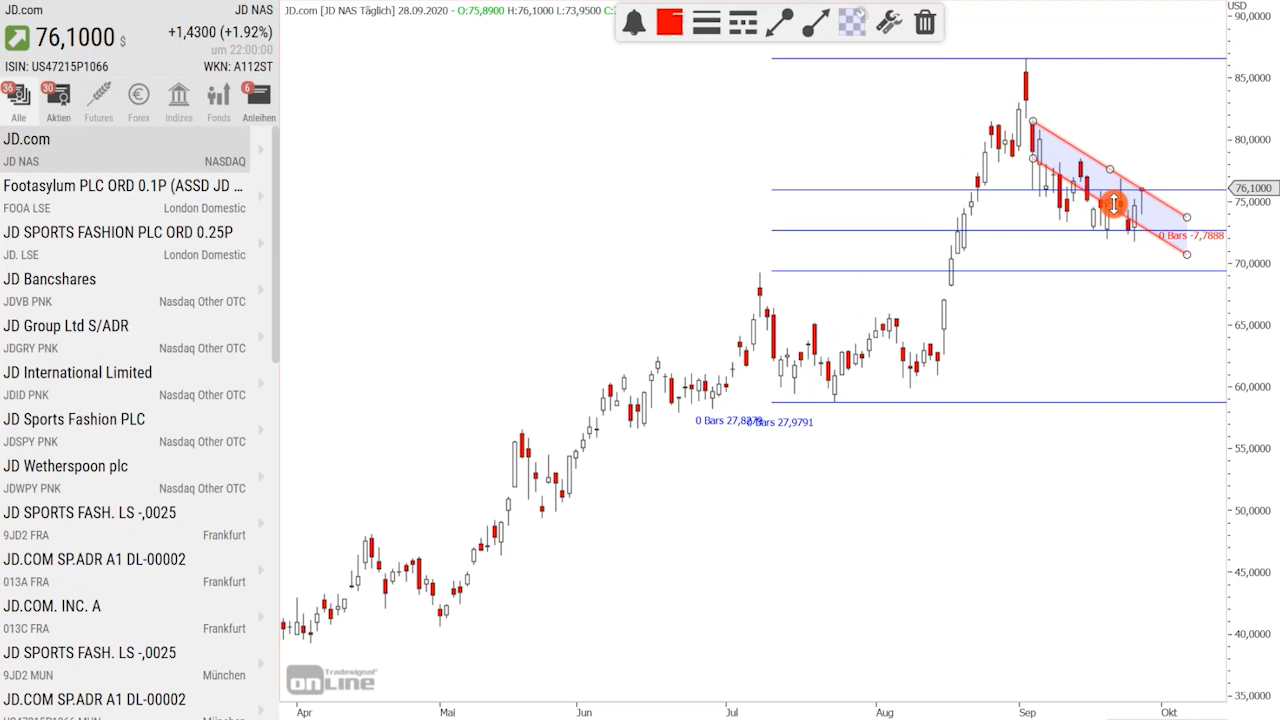 JD.com
JD NAS
76,1000 $
+1,4300 (+1.92%)
um 22:00:00
ISIN: US47215P1066
WKN: A112ST
36
30
6
Alle
Aktien
Futures
Forex
Indizes
Fonds
Anleihen
JD.com
JD NAS
NASDAQ
Footasylum PLC ORD 0.1P (ASSD JD ...
FOOA LSE
London Domestic
JD SPORTS FASHION PLC ORD 0.25P
JD. LSE
London Domestic
JD Bancshares
JDVB PNK
Nasdaq Other OTC
JD Group Ltd S/ADR
JDGRY PNK
Nasdaq Other OTC
JD International Limited
JDID PNK
Nasdaq Other OTC
JD Sports Fashion PLC
JDSPY PNK
Nasdaq Other OTC
JD Wetherspoon plc
JDWPY PNK
Nasdaq Other OTC
JD SPORTS FASH. LS -,0025
9JD2 FRA
Frankfurt
JD.COM SP.ADR A1 DL-00002
013A FRA
Frankfurt
JD.COM. INC. A
013C FRA
Frankfurt
JD SPORTS FASH. LS -,0025
9JD2 MUN
München
JD.COM SP.ADR A1 DL-00002
JD.com [JD NAS Täglich] 28.09.2020 - O:75,8900 H:76,1000 L:73,9500 C:
USD
90,0000
85,0000
80,0000
76,1000
75,0000
70,0000
65,0000
60,0000
55,0000
50,0000
45,0000
40,0000
35,0000
0 Bars -7,7888
0 Bars 27,9791
Tradesignal
onLine
Apr
Mai
Jun
Jul
Aug
Sep
Okt